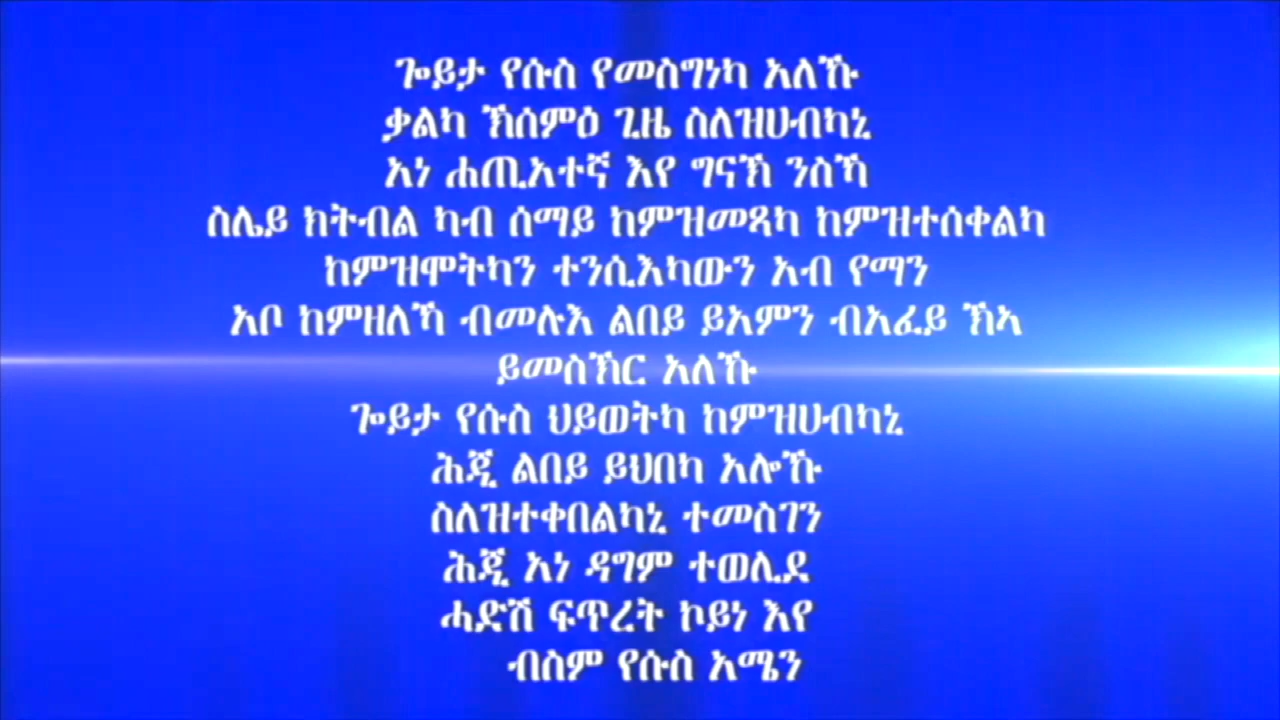 ጐይታ የሱስ የመስግነካ አለኹ
ቃልካ ኽሰምዕ ጊዜ ስለዝሀብካኒ
አነ ሐጢአተኛ እየ ግናኽ ንስኻ
ስሌይ ክትብል ካብ ሰማይ ከምዝመጻካ ከምዝተሰቀልካ
ከምዝሞትካን ተንሲእካውን አብ የማን
አቦ ከምዘለኻ ብመሉእ ልበይ ይአምን ብአፈይ ኽኣ
ይመስኽር አለኹ
ጐይታ የሱስ ህይወትካ ከምዝሀብካኒ
ሕጂ ልበይ ይህበካ አሎኹ
ስለዝተቀበልካኒ ተመስገን
ሕጂ አነ ዳግም ተወሊደ
ሓድሽ ፍጥረት ኮይነ እየ
ብስም የሱስ አሜን